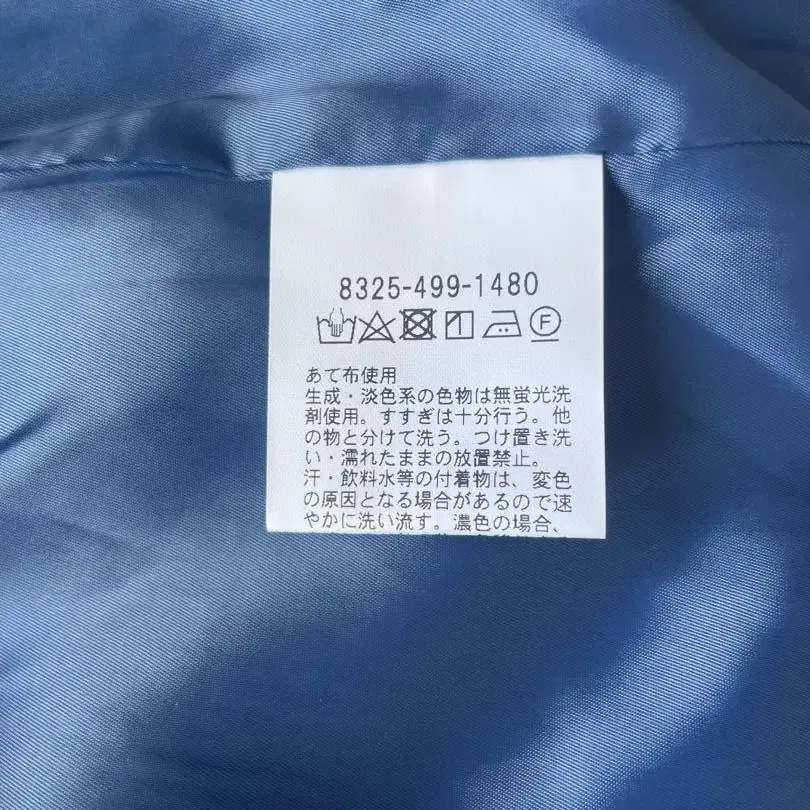 8325-499-1480
F
あて布使用
生成・淡色系の色物は無蛍光洗
剤使用。すすぎは十分行う。他
の物と分けて洗う。つけ置き洗
い・濡れたままの放置禁止。
汗・飲料水等の付着物は、変色
の原因となる場合があるので速
やかに洗い流す。濃色の場合、